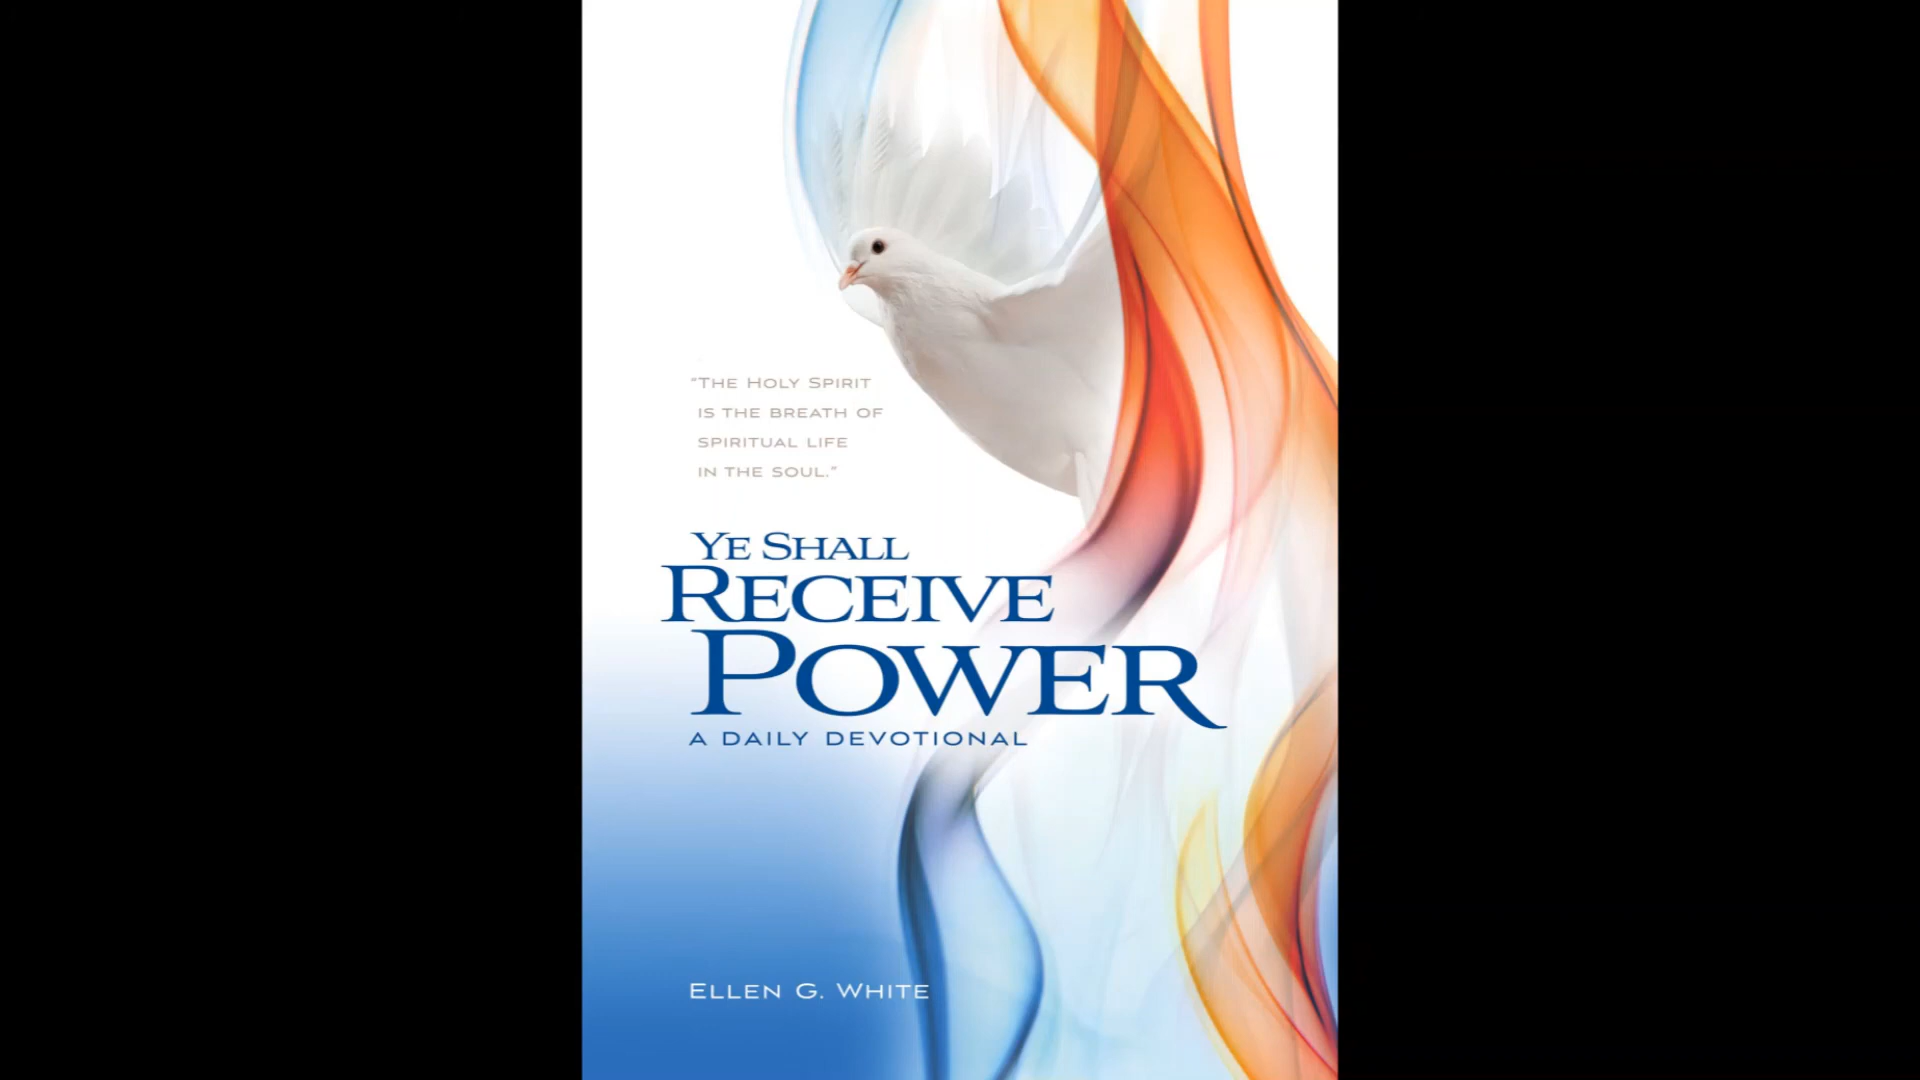 “The Holy Spirit
is the breath of
spiritual life
in the soul.”
Ye Shall
Receive
Power
A Daily Devotional
Ellen G. White